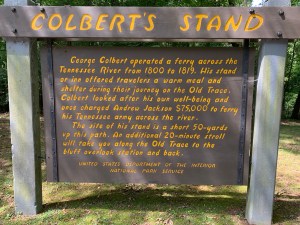 COLBERT'S STAND
George Colbert operated a ferry across the
Tennessee River from 1800 to 1819. His stand
or inn offered travelers a warm meal and
shelter during their journey on the Old Trace.
Colbert looked after his own well-being and
once charged Andrew Jackson $75,000 to ferry
his Tennessee army across the river.
The site of his stand is a short 50-yards
up this path. An additional 20-minute stroll
will take you along the Old Trace to the
bluff overlook station and back.
UNITED STATES DEPARTMENT OF THE INTERIOR
NATIONAL PARK SERVICE